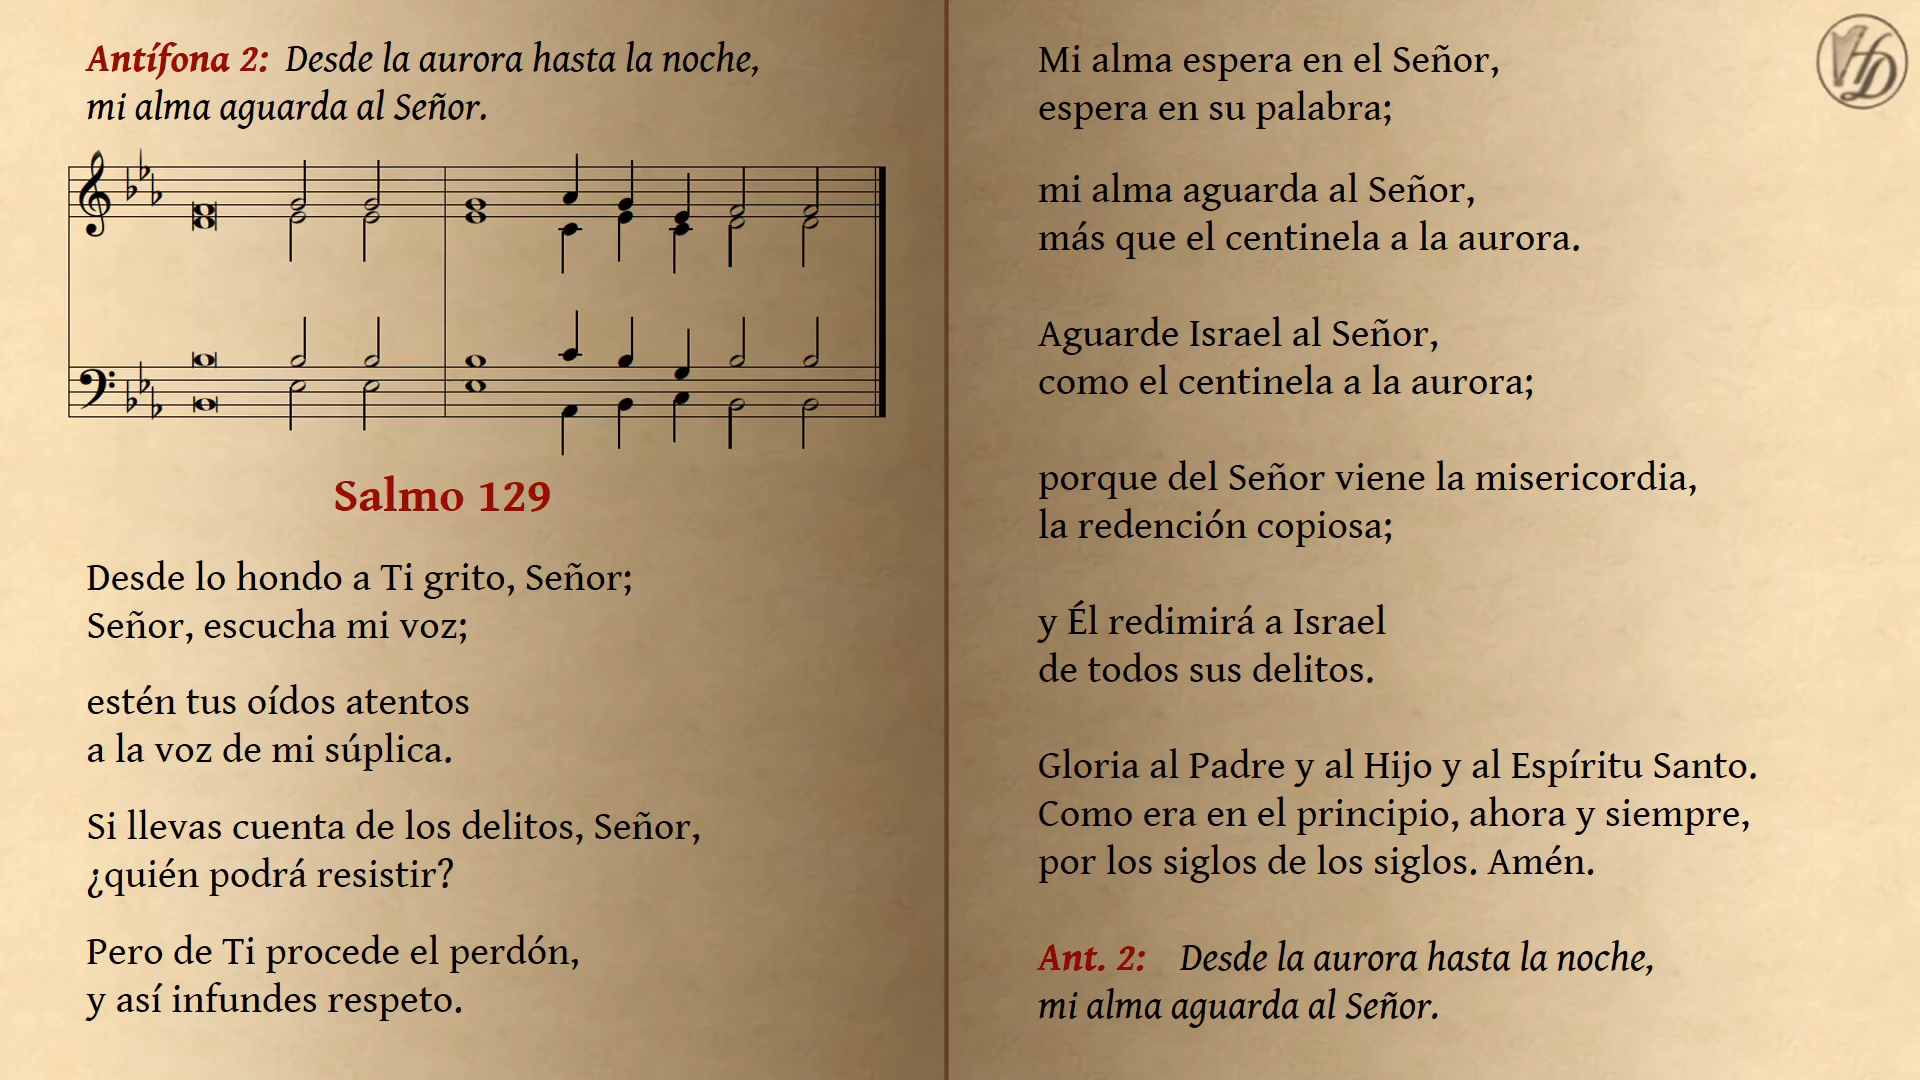 Antífona 2: Desde la aurora hasta la noche,
mi alma aguarda al Señor.
Salmo 129
Desde lo hondo a Ti grito, Señor;
Señor, escucha mi voz;
estén tus oídos atentos
a la voz de mi súplica.
Si llevas cuenta de los delitos, Señor,
¿quién podrá resistir?
Pero de Ti procede el perdón,
y así infundes respeto.
Mi alma espera en el Señor,
espera en su palabra;
mi alma aguarda al Señor,
más que el centinela a la aurora.
Aguarde Israel al Señor,
como el centinela a la aurora;
porque del Señor viene la misericordia,
la redención copiosa;
y Él redimirá a Israel
de todos sus delitos.
Gloria al Padre y al Hijo y al Espíritu Santo.
Como era en el principio, ahora y siempre,
por los siglos de los siglos. Amén.
Ant. 2: Desde la aurora hasta la noche,
mi alma aguarda al Señor.
HD